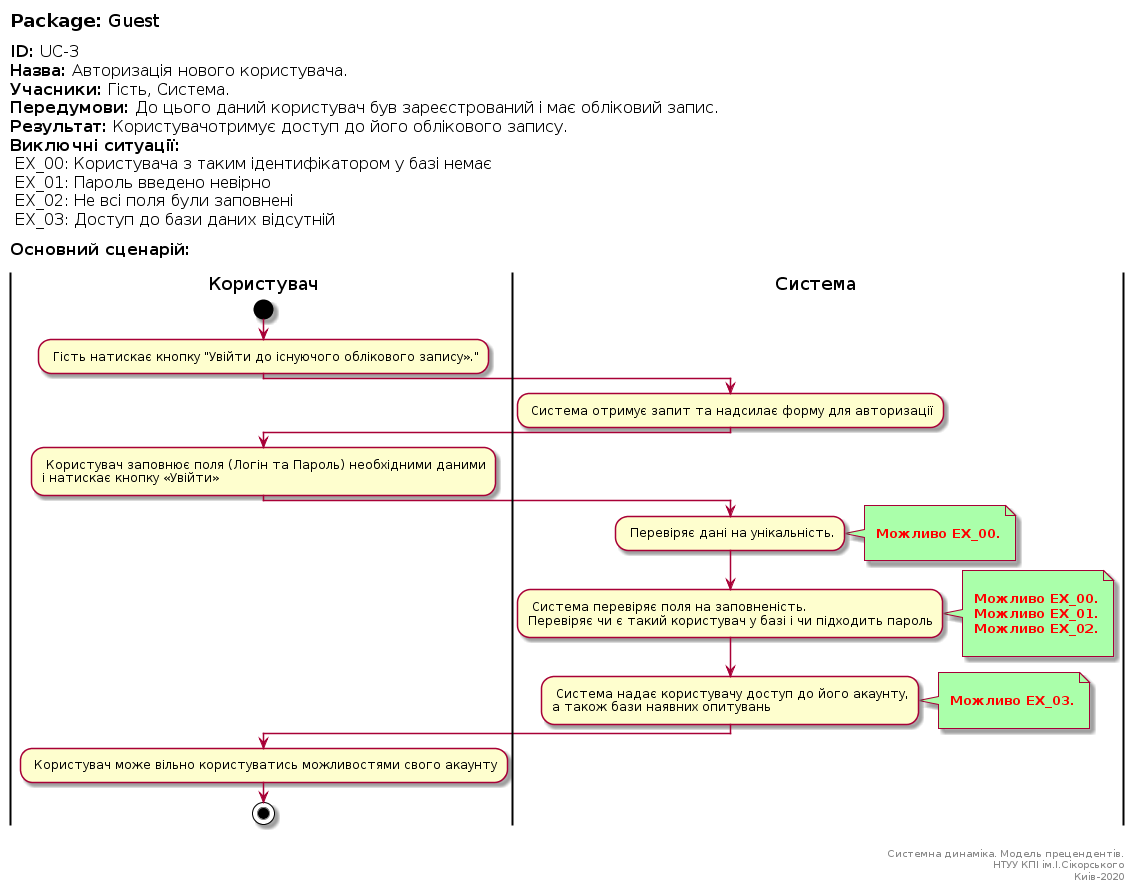 Package: Guest
ID: UC-3
Назва: Авторизація нового користувача.
Учасники: Гість, Система.
Передумови: До цього даний користувач був зареєстрований і має обліковий запис.
Результат: Користувачотримує доступ до його облікового запису.
Виключні ситуації:
EX_00: Користувача з таким ідентифікатором у базі немає
EX_01: Пароль введено невірно
EX_02: Не всі поля були заповнені
EX_03: Доступ до бази даних відсутній
Основний сценарій:
Користувач
Система
Гість натискає кнопку "Увійти до існуючого облікового запису»."
Система отримує запит та надсилає форму для авторизації
Користувач заповнює поля (Логін та Пароль) необхідними даними
і натискає кнопку «Увійти»
Перевіряє дані на унікальність.
Можливо EX_00.
Система перевіряє поля на заповненість.
Перевіряє чи є такий користувач у базі і чи підходить пароль
Можливо EX_00.
Можливо EX_01.
Можливо EX_02.
Система надає користувачу доступ до його акаунту,
а також бази наявних опитувань
Можливо EX_03.
Користувач може вільно користуватись можливостями свого акаунту
Системна динаміка. Модель прецендентів.
НТУУ КПІ ім.І.Сікорського
Київ-2020